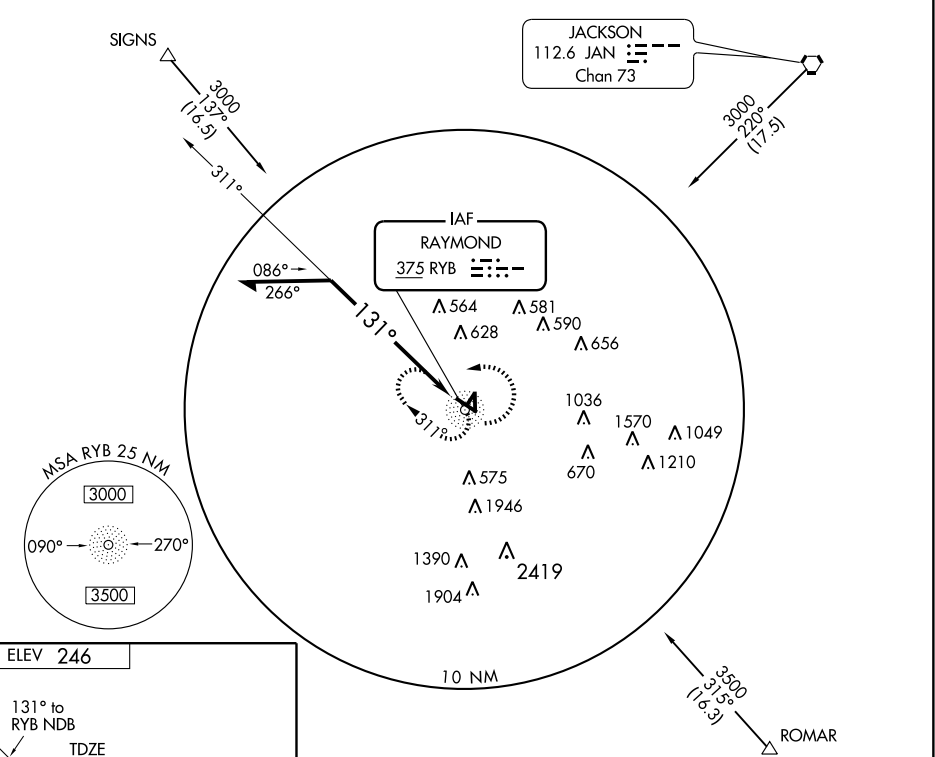 SIGNS
3000
137°
(16.5)
311°
JACKSON
112.6 JAN
Chan 73
3000
220°
(17.5)
IAF
RAYMOND
375 RYB
086°
266°
131°
564
581
628
590
656
311°
1036
1570
1049
670
1210
575
1946
1390
2419
1904
MSA RYB 25 NM
3000
090°
270°
3500
10 NM
3500
315°
(16.3)
ROMAR
ELEV 246
131° to
RYB NDB
TDZE